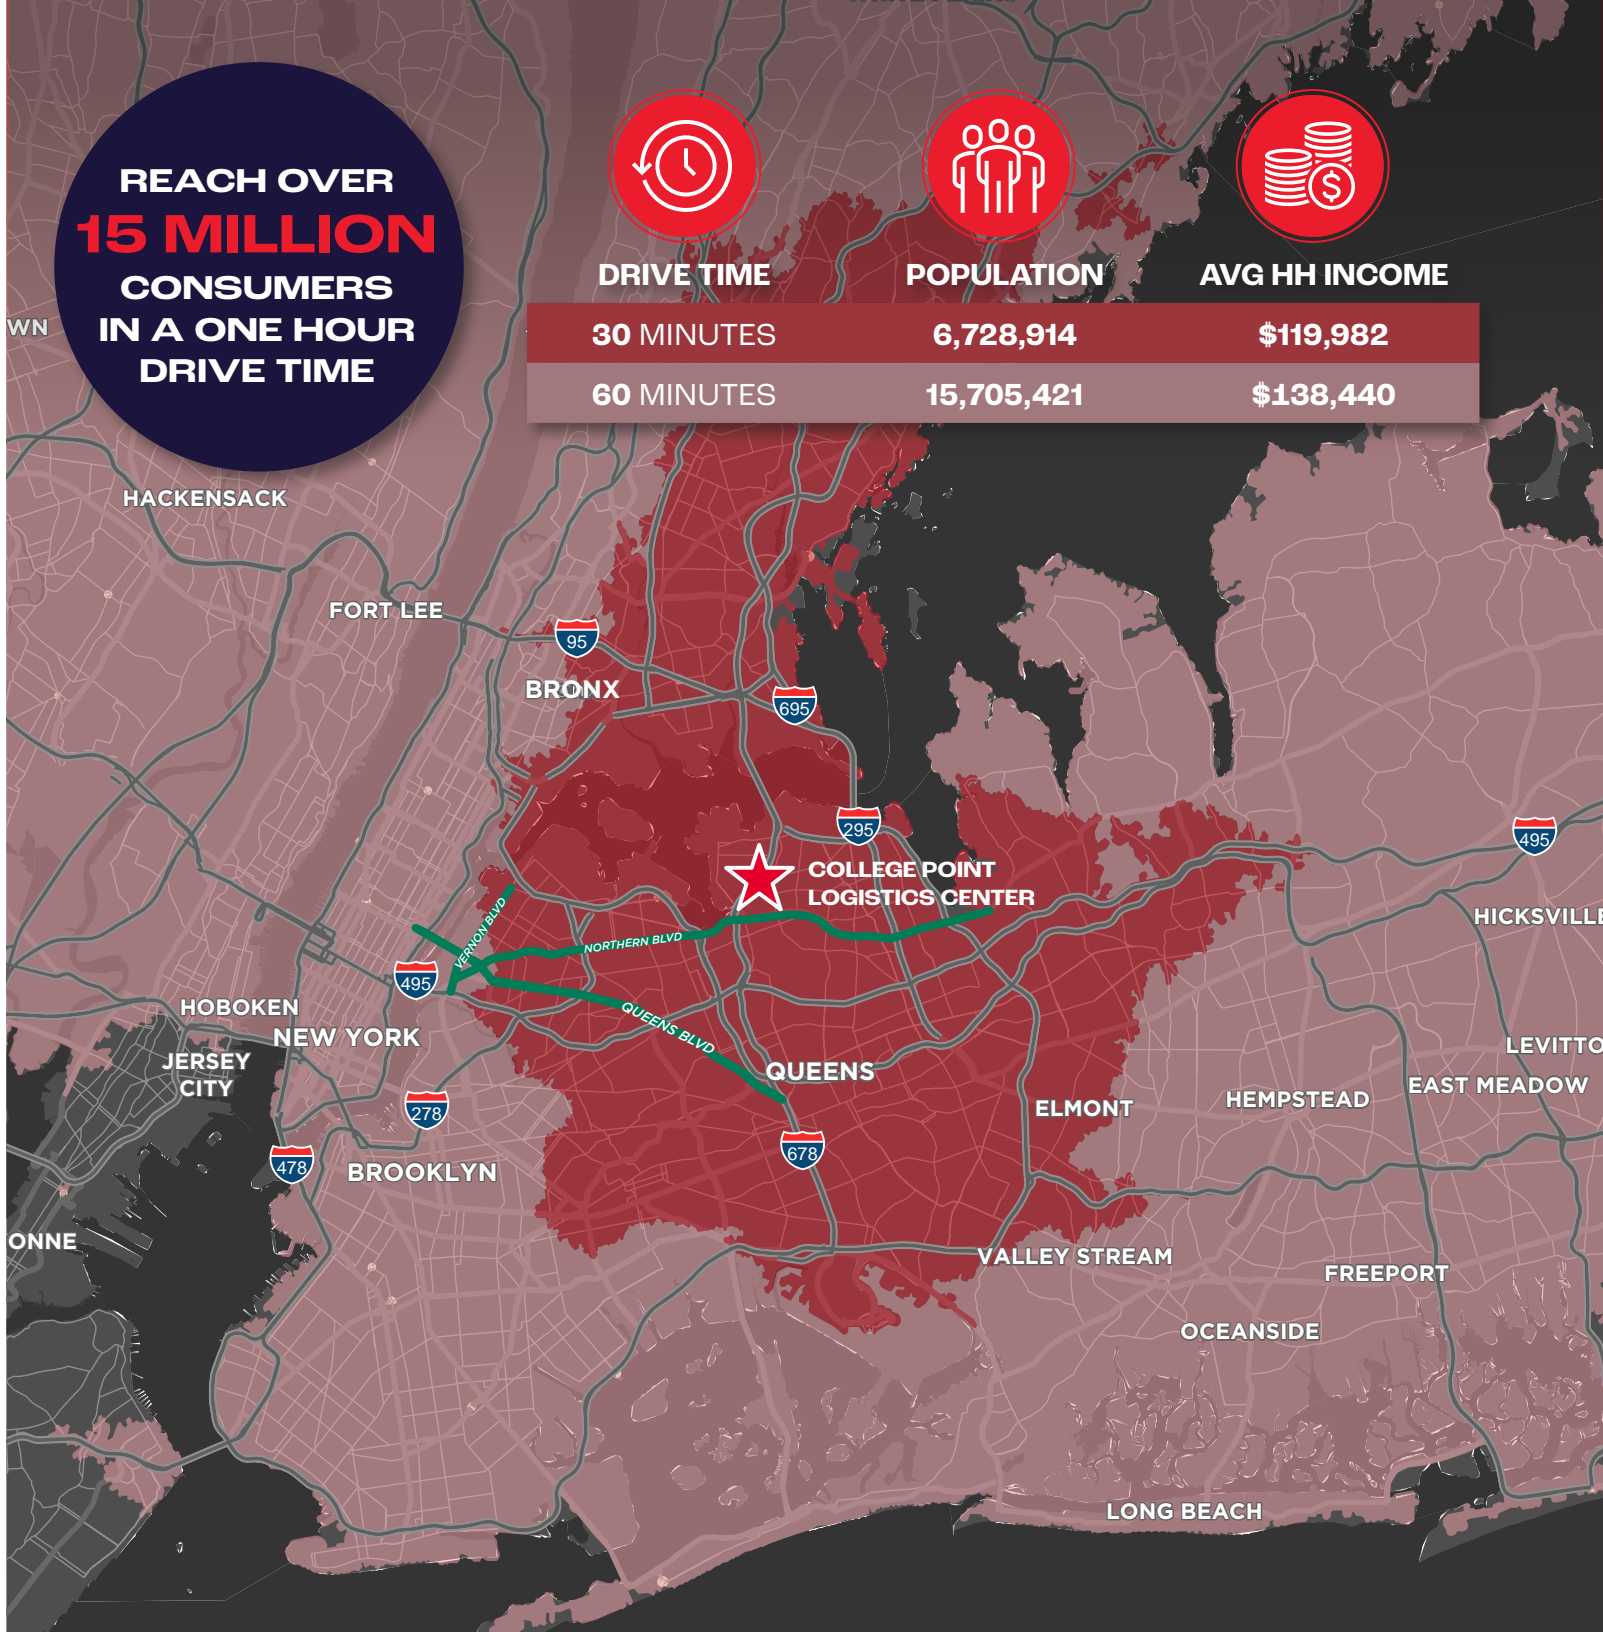 REACH OVER
15 MILLION
CONSUMERS
IN A ONE HOUR
DRIVE TIME
DRIVE TIME POPULATION AVG HH INCOME
30 MINUTES 6,728,914 $119,982
60 MINUTES 15,705,421 $138,440
WN
HACKENSACK
FORT LEE
95
BRONX
695
295
495
COLLEGE POINT
LOGISTICS CENTER
HICKSVILLE
VERNON BLVD
NORTHERN BLVD
495
QUEENS BLVD
HOBOKEN
NEW YORK
JERSEY
CITY
QUEENS
LEVITTO
EAST MEADOW
HEMPSTEAD
ELMONT
278
678
478
BROOKLYN
ONNE
VALLEY STREAM
FREEPORT
OCEANSIDE
LONG BEACH